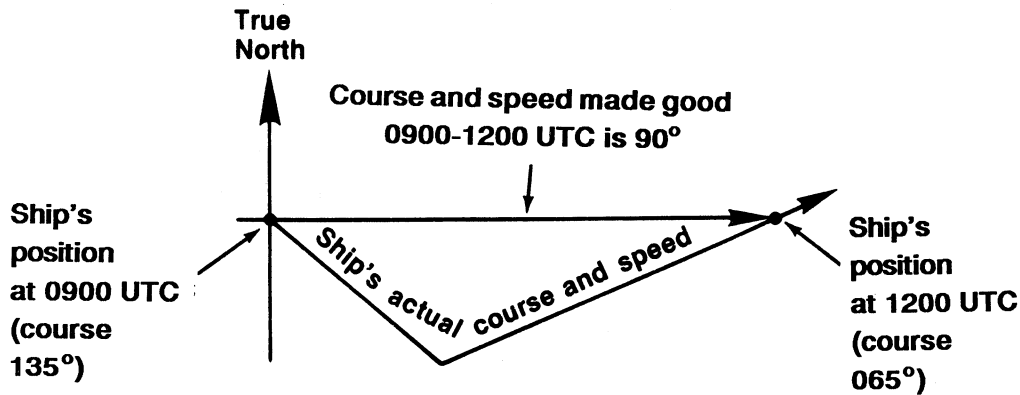 True
North
Course and speed made good
0900-1200 UTC is 90°
Ship's
position
at 0900 UTC
(course
135°)
Ship's actual course and speed
Ship's
position
at 1200 UTC
(course
065°)